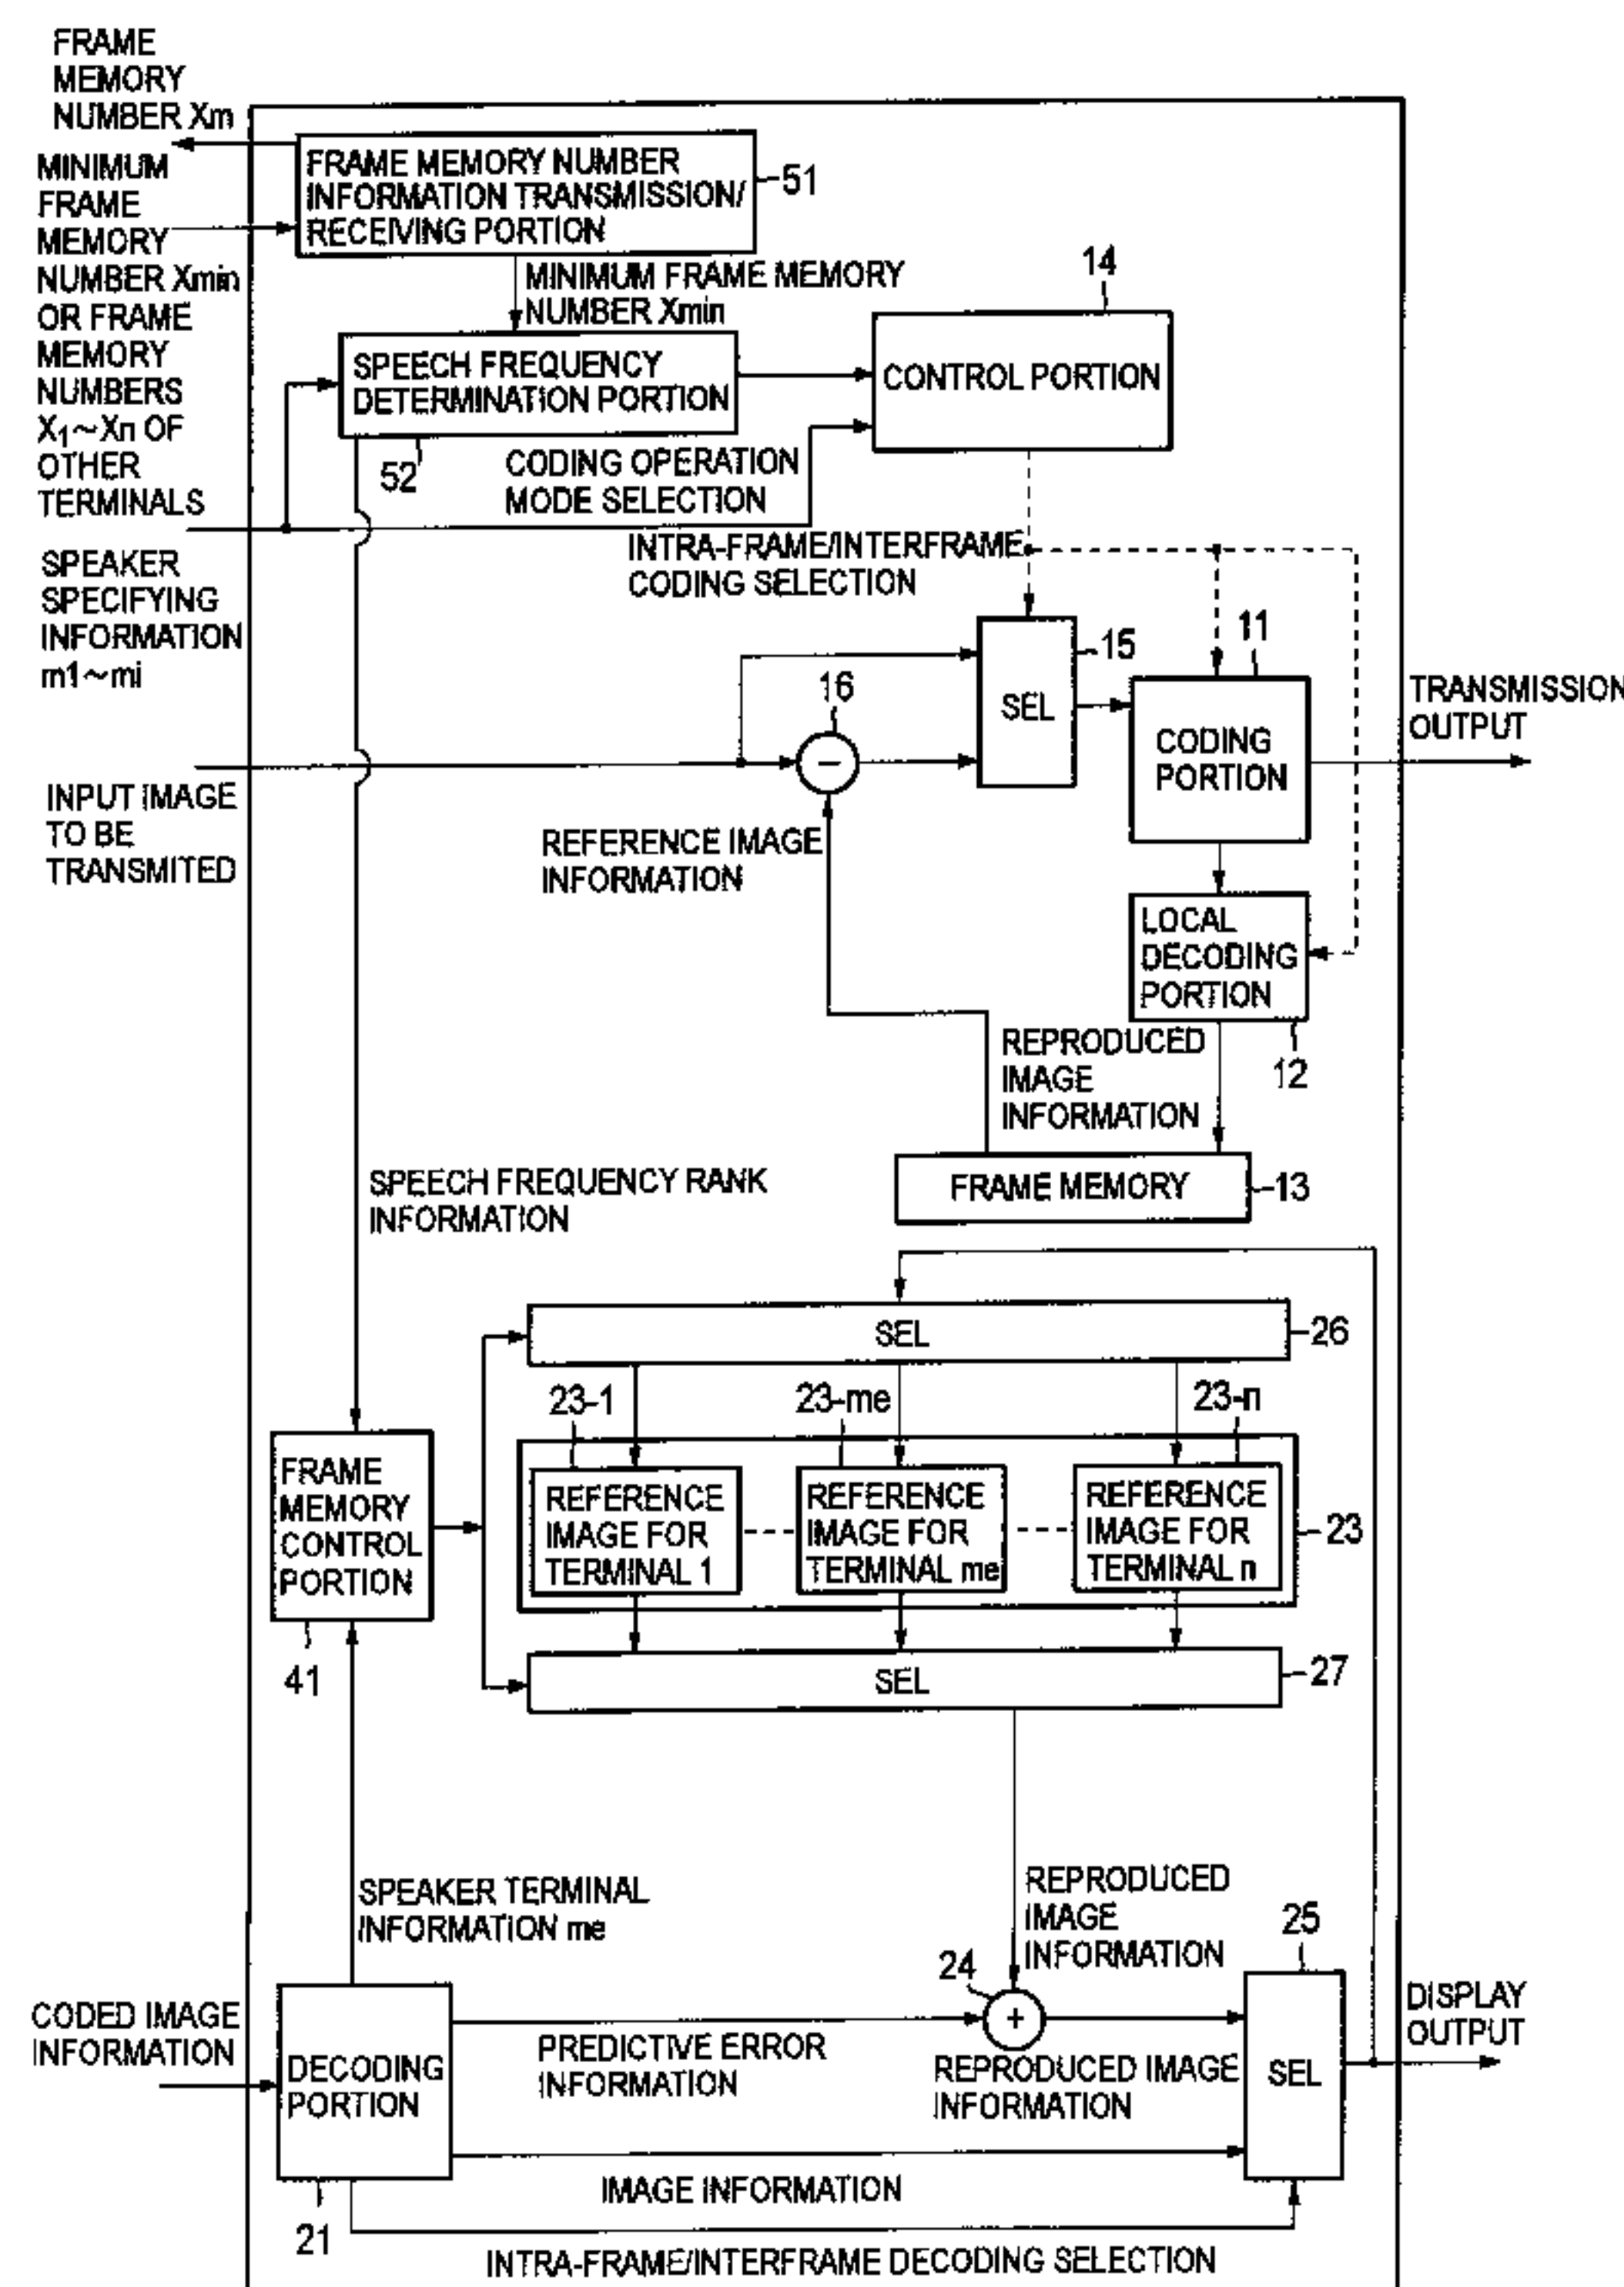 FRAME
MEMORY
NUMBER Xm
MINIMUM
FRAME
MEMORY
NUMBER Xmin
OR FRAME
MEMORY
NUMBERS
X1~Xn OF
OTHER
TERMINALS
SPEAKER
SPECIFYING
INFORMATION
m1~mi
INPUT IMAGE
TO BE
TRANSMITED
FRAME MEMORY NUMBER
INFORMATION TRANSMISSION/
RECEIVING PORTION
51
MINIMUM FRAME MEMORY
NUMBER Xmin
SPEECH FREQUENCY
DETERMINATION PORTION
52
14
CONTROL PORTION
CODING OPERATION
MODE SELECTION
INTRA-FRAME/INTERFRAME
CODING SELECTION
16
−
SEL
15
11
CODING
PORTION
TRANSMISSION
OUTPUT
REFERENCE IMAGE
INFORMATION
LOCAL
DECODING
PORTION
12
REPRODUCED
IMAGE
INFORMATION
FRAME MEMORY
13
SPEECH FREQUENCY RANK
INFORMATION
SEL
26
23-1
23-me
23-n
FRAME
MEMORY
CONTROL
PORTION
41
REFERENCE
IMAGE FOR
TERMINAL 1
REFERENCE
IMAGE FOR
TERMINAL me
REFERENCE
IMAGE FOR
TERMINAL n
23
SEL
27
SPEAKER TERMINAL
INFORMATION me
REPRODUCED
IMAGE
INFORMATION
24
+
25
CODED IMAGE
INFORMATION
DECODING
PORTION
21
PREDICTIVE ERROR
INFORMATION
REPRODUCED IMAGE
INFORMATION
SEL
DISPLAY
OUTPUT
IMAGE INFORMATION
INTRA-FRAME/INTERFRAME DECODING SELECTION